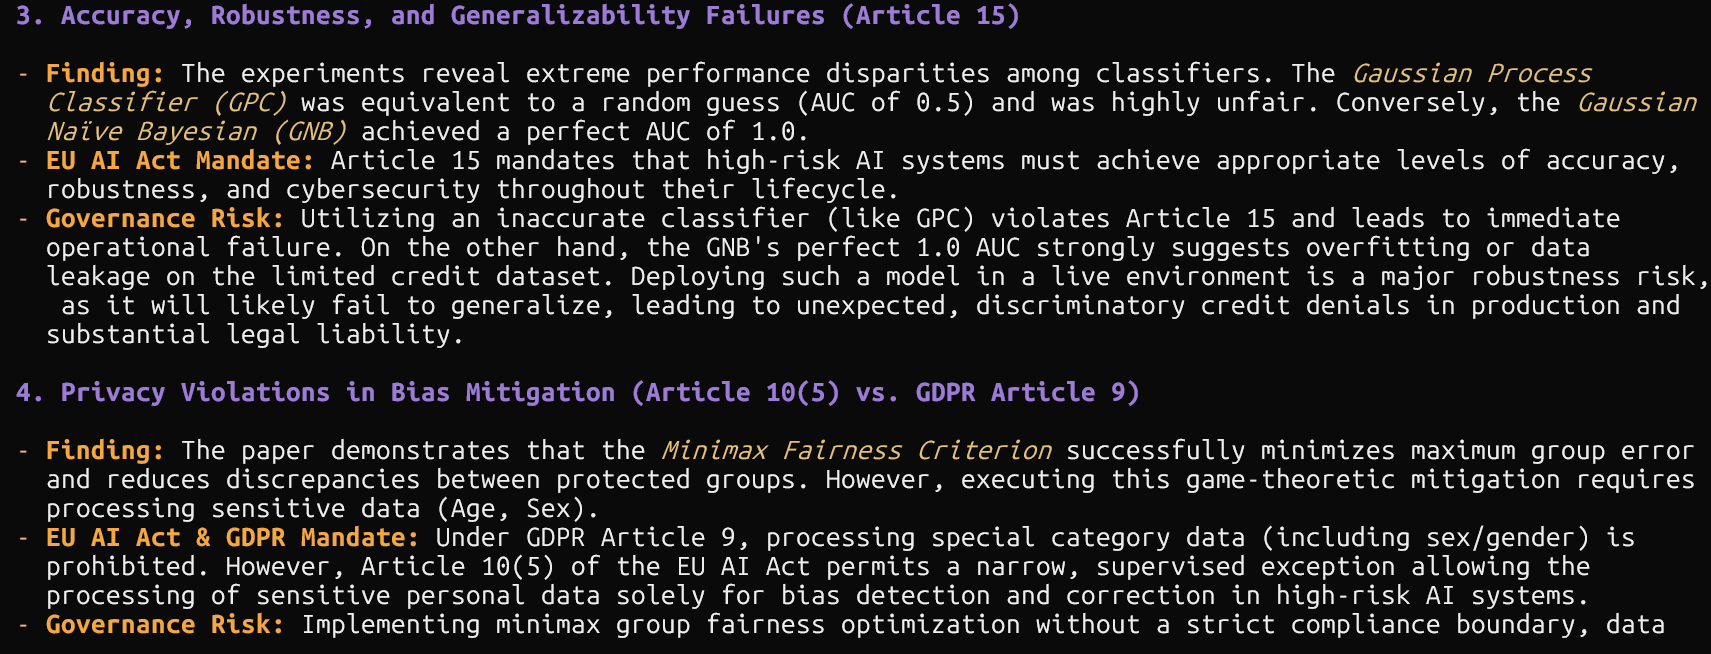 3. Accuracy, Robustness, and Generalizability Failures (Article 15)
- Finding: The experiments reveal extreme performance disparities among classifiers. The Gaussian Process
Classifier (GPC) was equivalent to a random guess (AUC of 0.5) and was highly unfair. Conversely, the Gaussian
Naïve Bayesian (GNB) achieved a perfect AUC of 1.0.
- EU AI Act Mandate: Article 15 mandates that high-risk AI systems must achieve appropriate levels of accuracy,
robustness, and cybersecurity throughout their lifecycle.
- Governance Risk: Utilizing an inaccurate classifier (like GPC) violates Article 15 and leads to immediate
operational failure. On the other hand, the GNB's perfect 1.0 AUC strongly suggests overfitting or data
leakage on the limited credit dataset. Deploying such a model in a live environment is a major robustness risk,
as it will likely fail to generalize, leading to unexpected, discriminatory credit denials in production and
substantial legal liability.
4. Privacy Violations in Bias Mitigation (Article 10(5) vs. GDPR Article 9)
- Finding: The paper demonstrates that the Minimax Fairness Criterion successfully minimizes maximum group error
and reduces discrepancies between protected groups. However, executing this game-theoretic mitigation requires
processing sensitive data (Age, Sex).
- EU AI Act & GDPR Mandate: Under GDPR Article 9, processing special category data (including sex/gender) is
prohibited. However, Article 10(5) of the EU AI Act permits a narrow, supervised exception allowing the
processing of sensitive personal data solely for bias detection and correction in high-risk AI systems.
- Governance Risk: Implementing minimax group fairness optimization without a strict compliance boundary, data